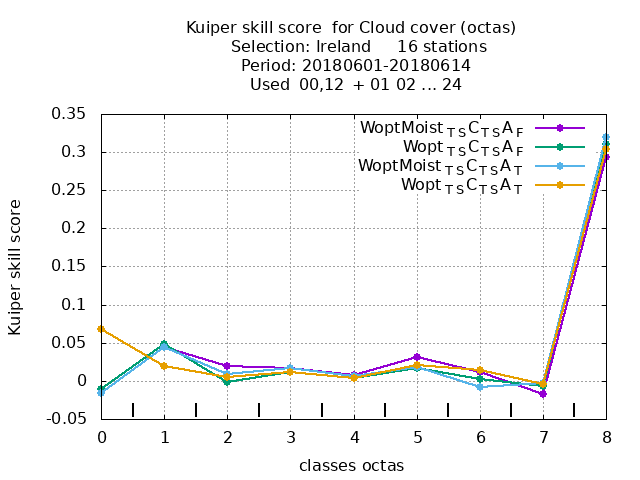 Kuiper skill score  for Cloud cover (octas)
Selection: Ireland     16 stations
Period: 20180601-20180614
Used  00,12  + 01 02 ... 24
WoptMoist TS C TS A F
Wopt TS C TS A F
WoptMoist TS C TS A T
Wopt TS C TS A T
0.35
0.3
0.25
0.2
0.15
0.1
0.05
0
-0.05
Kuiper skill score
0 1 2 3 4 5 6 7 8
classes octas